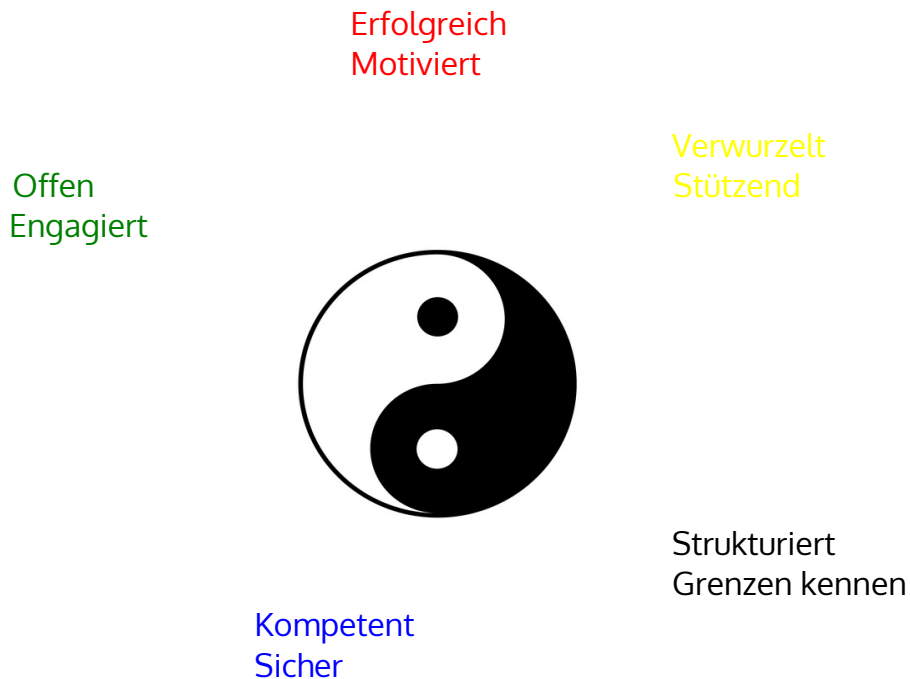 Erfolgreich
Motiviert
Verwurzelt
Stützend
Offen
Engagiert
Strukturiert
Grenzen kennen
Kompetent
Sicher